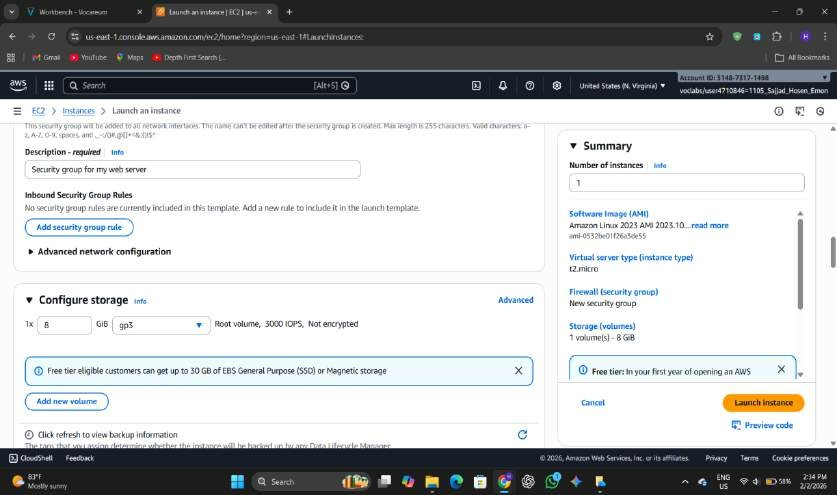 Workbench - Vocareum
Launch an instance | EC2 | us-e
us-east-1.console.aws.amazon.com/ec2/home?region=us-east-1#LaunchInstances:
Gmail YouTube Maps Depth First Search (... All Bookmarks
aws Search [Alt+S] United States (N. Virginia) Account ID: 3148-7317-1498
voclabs/user4710846=1105_Sajjad_Hosen_Emon
EC2 Instances Launch an instance
This security group will be added to all network interfaces. The name can't be edited after the security group is created. Max length is 255 characters. Valid characters: a-
Description - required Info
Security group for my web server
Inbound Security Group Rules
No security group rules are currently included in this template. Add a new rule to include it in the launch template.
Add security group rule
Advanced network configuration
Configure storage Info Advanced
1x 8 GiB gp3 Root volume, 3000 IOPS, Not encrypted
Free tier eligible customers can get up to 30 GB of EBS General Purpose (SSD) or Magnetic storage
Add new volume
Click refresh to view backup information
The tags that you assign determine whether the instance will be backed up by any Data Lifecycle Manager
Summary
Number of instances Info
1
Software Image (AMI)
Amazon Linux 2023 AMI 2023.10....read more
Virtual server type (instance type)
t2.micro
Firewall (security group)
New security group
Storage (volumes)
1 volume(s) - 8 GiB
Free tier: In your first year of opening an AWS
Cancel Launch instance
Preview code
CloudShell Feedback © 2026, Amazon Web Services, Inc. or its affiliates. Privacy Terms Cookie preferences
83°F
Mostly sunny
Search
ENG
US
58%
2:34 PM
2/2/2026